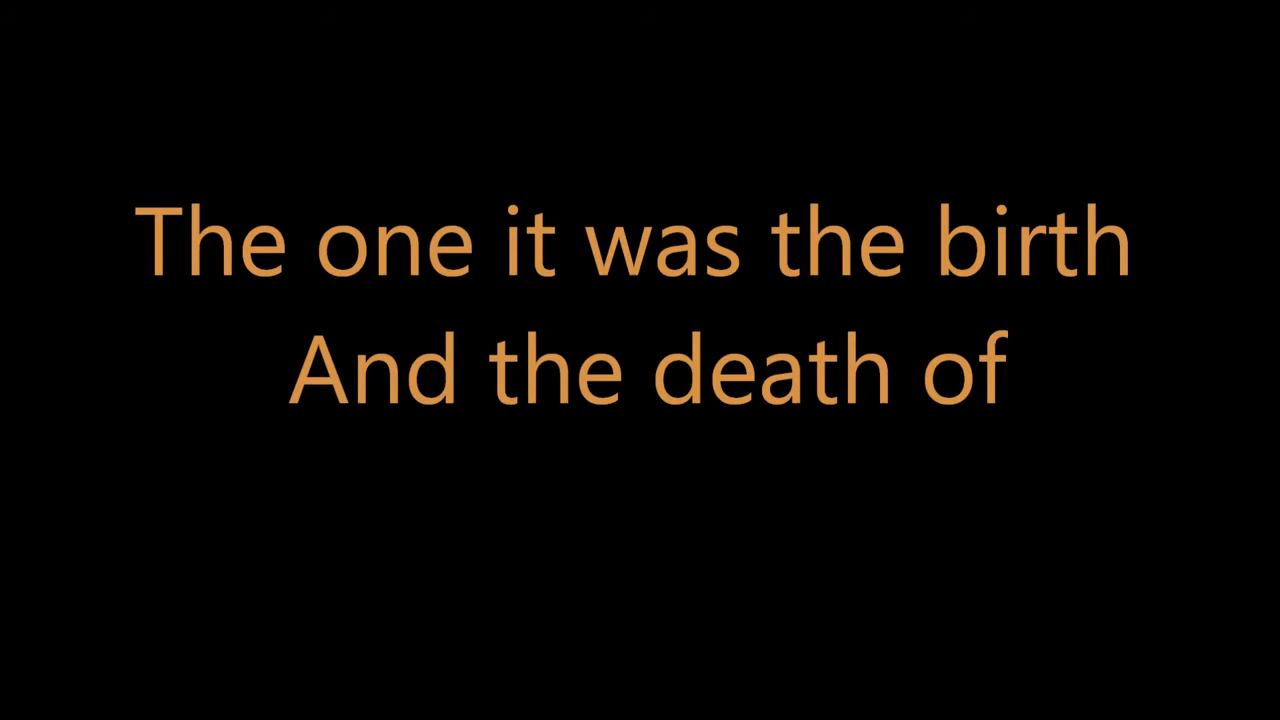 The one it was the birth
And the death of